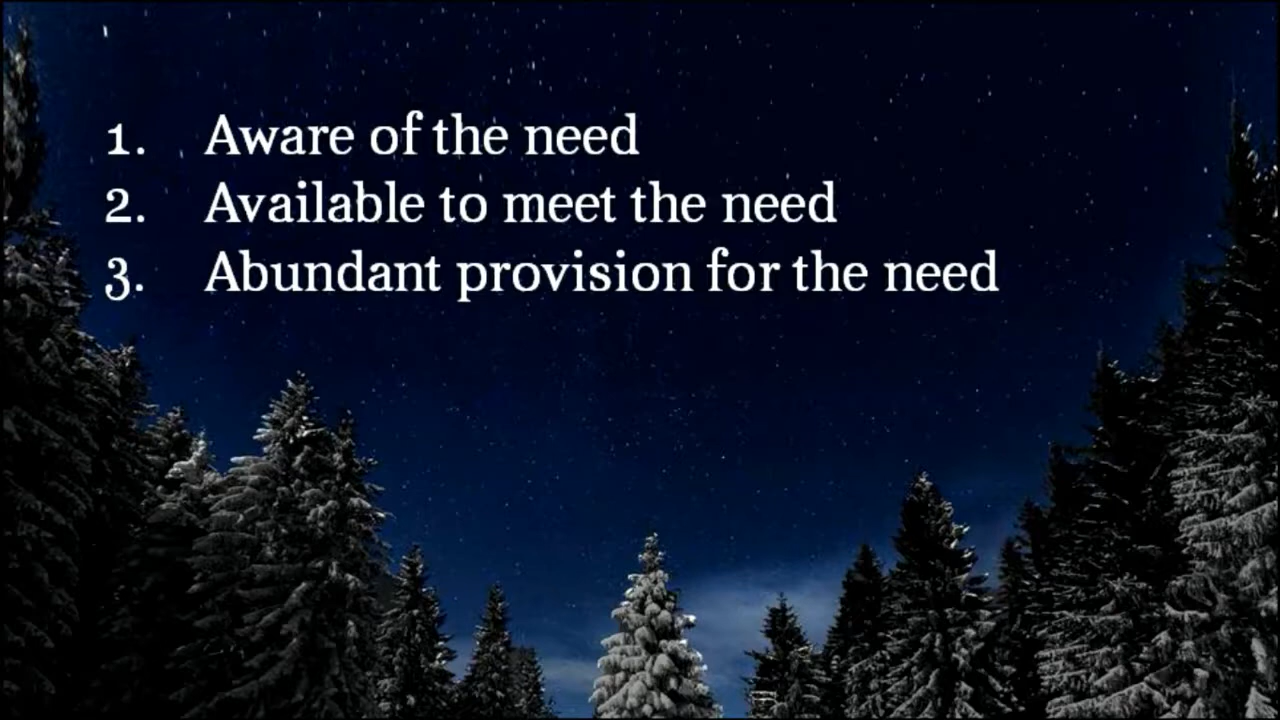 1. Aware of the need
2. Available to meet the need
3. Abundant provision for the need